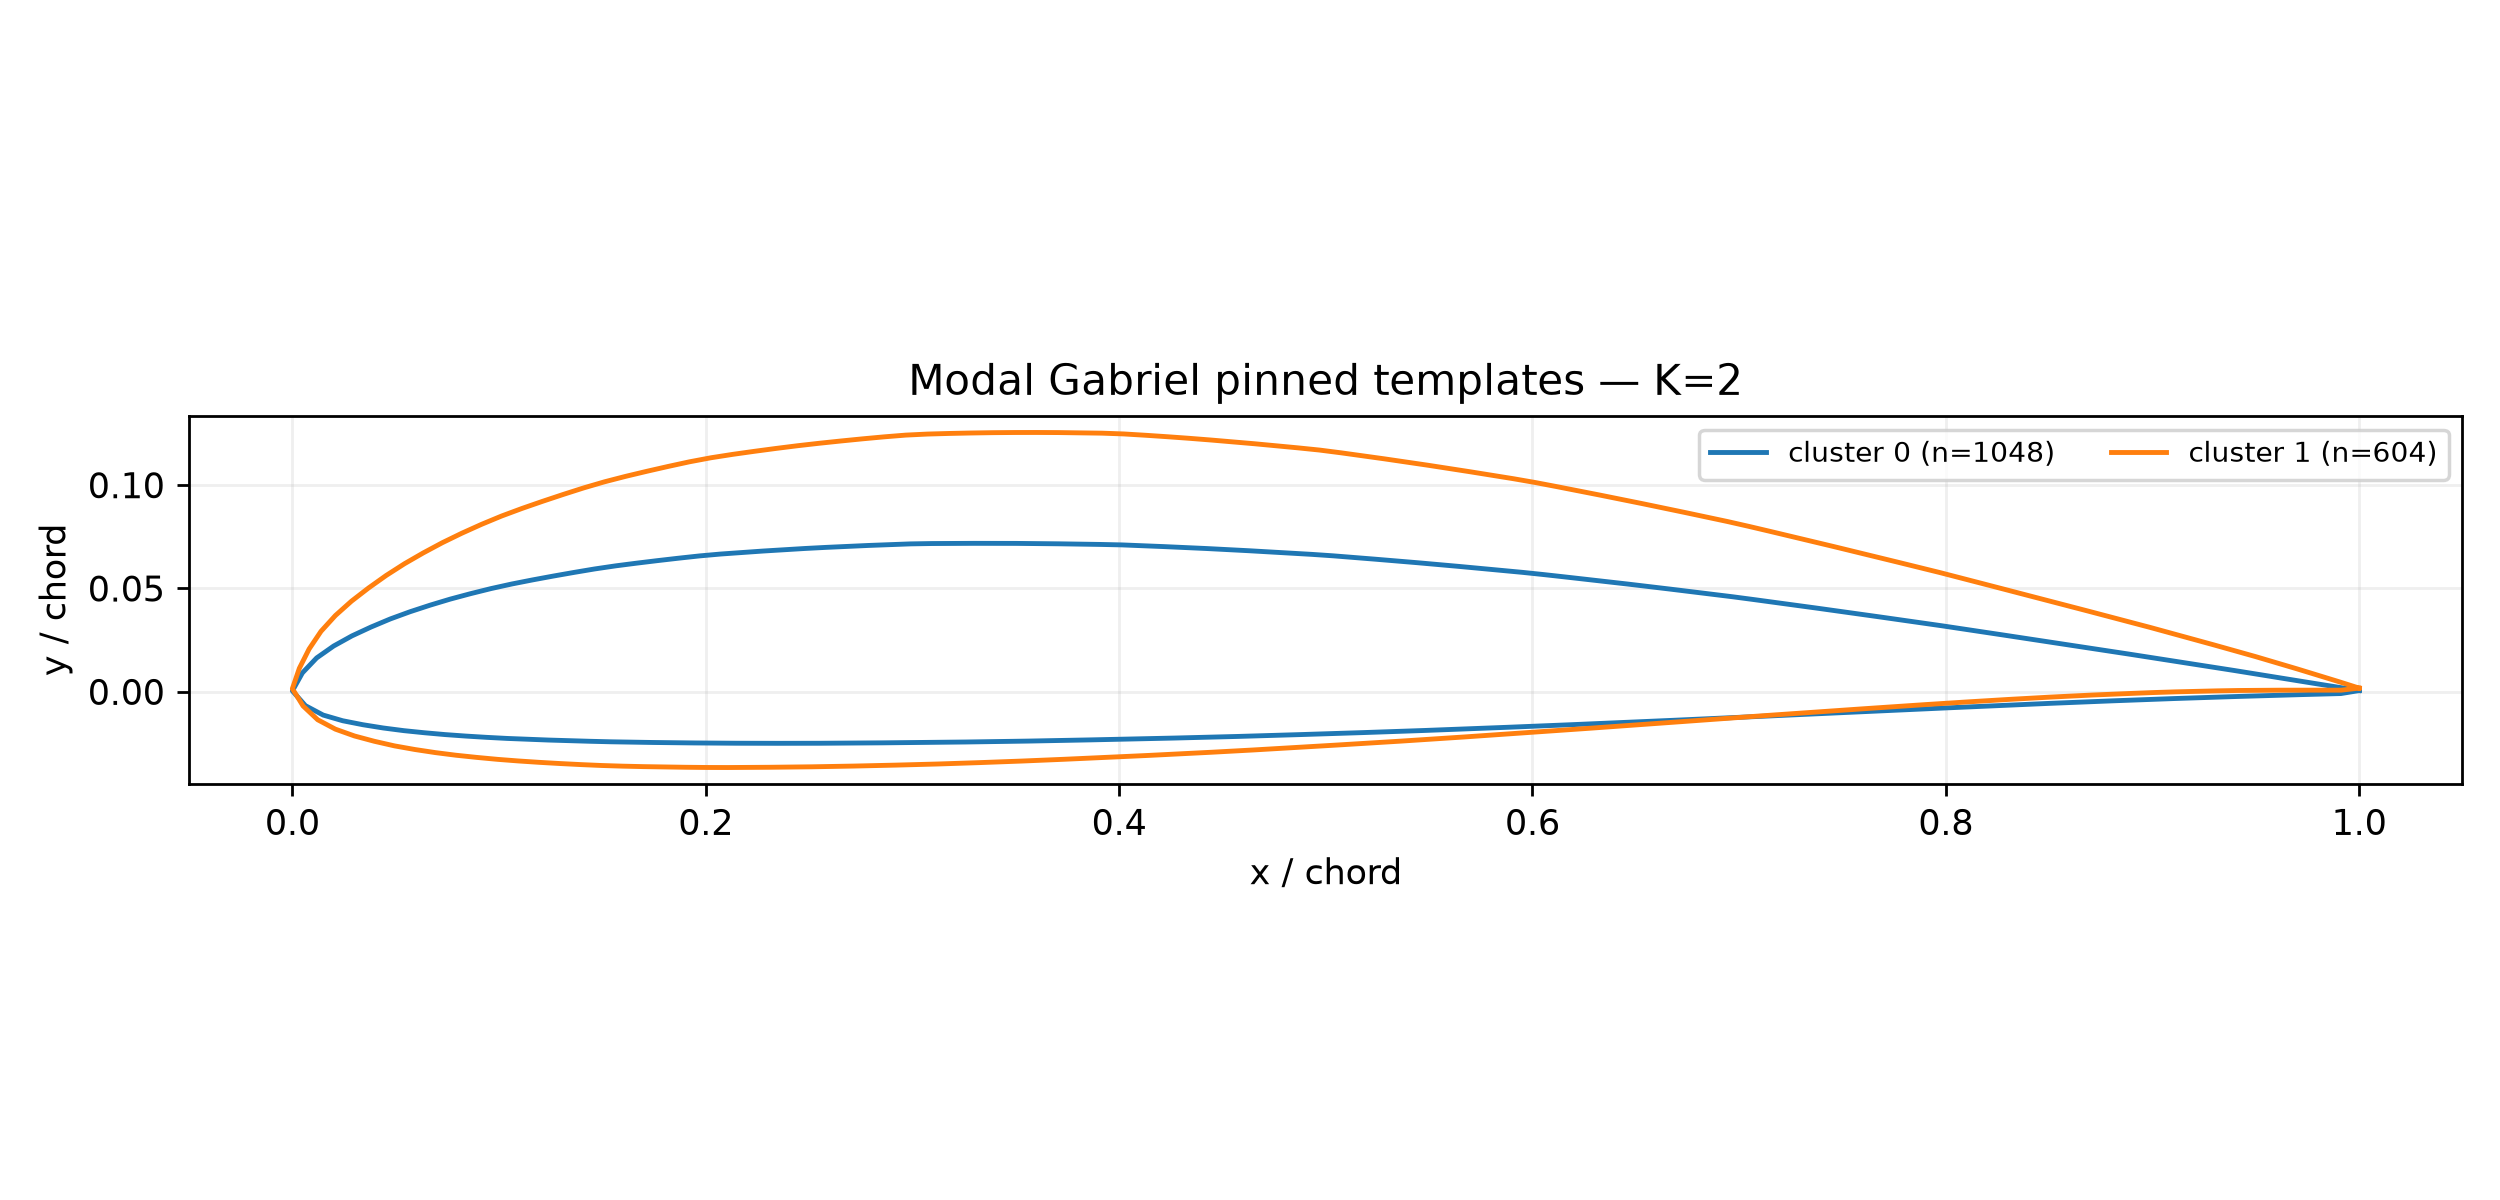 Modal Gabriel pinned templates — K=2
cluster 0 (n=1048) cluster 1 (n=604)
y / chord
0.10
0.05
0.00
0.0 0.2 0.4 0.6 0.8 1.0
x / chord